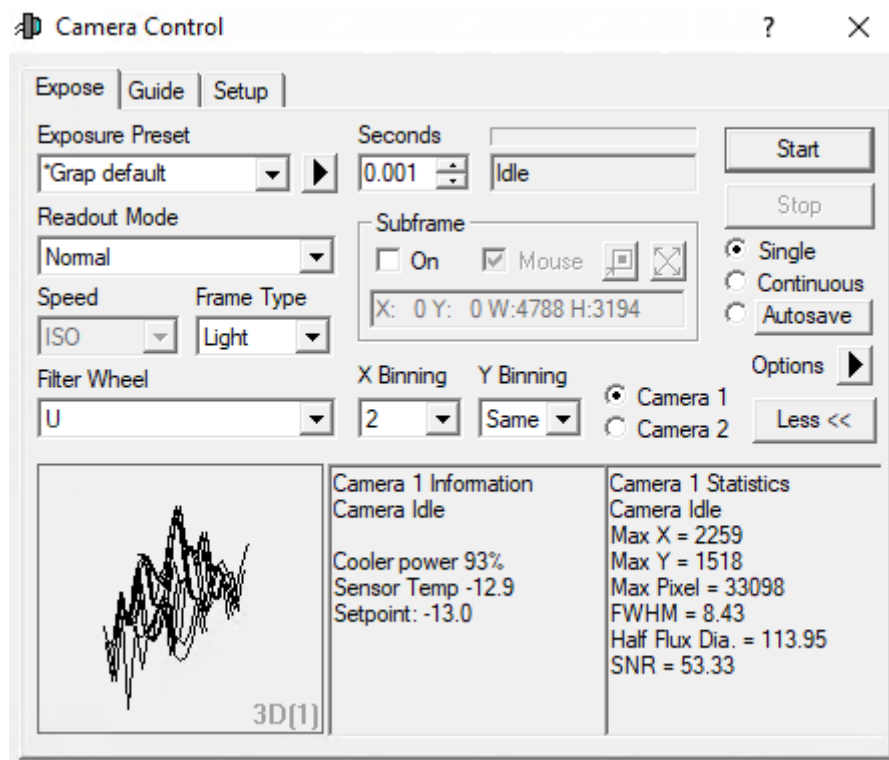 Camera Control ? ×
Expose Guide Setup
Exposure Preset
*Grap default
Seconds
0.001
Idle
Start
Stop
Readout Mode
Normal
Subframe
On Mouse
X: 0 Y: 0 W:4788 H:3194
Single
Continuous
Autosave
Speed
ISO
Frame Type
Light
Options
Filter Wheel
U
X Binning
2
Y Binning
Same
Camera 1
Camera 2
Less <<
3D(1)
Camera 1 Information
Camera Idle
Cooler power 93%
Sensor Temp -12.9
Setpoint: -13.0
Camera 1 Statistics
Camera Idle
Max X = 2259
Max Y = 1518
Max Pixel = 33098
FWHM = 8.43
Half Flux Dia. = 113.95
SNR = 53.33